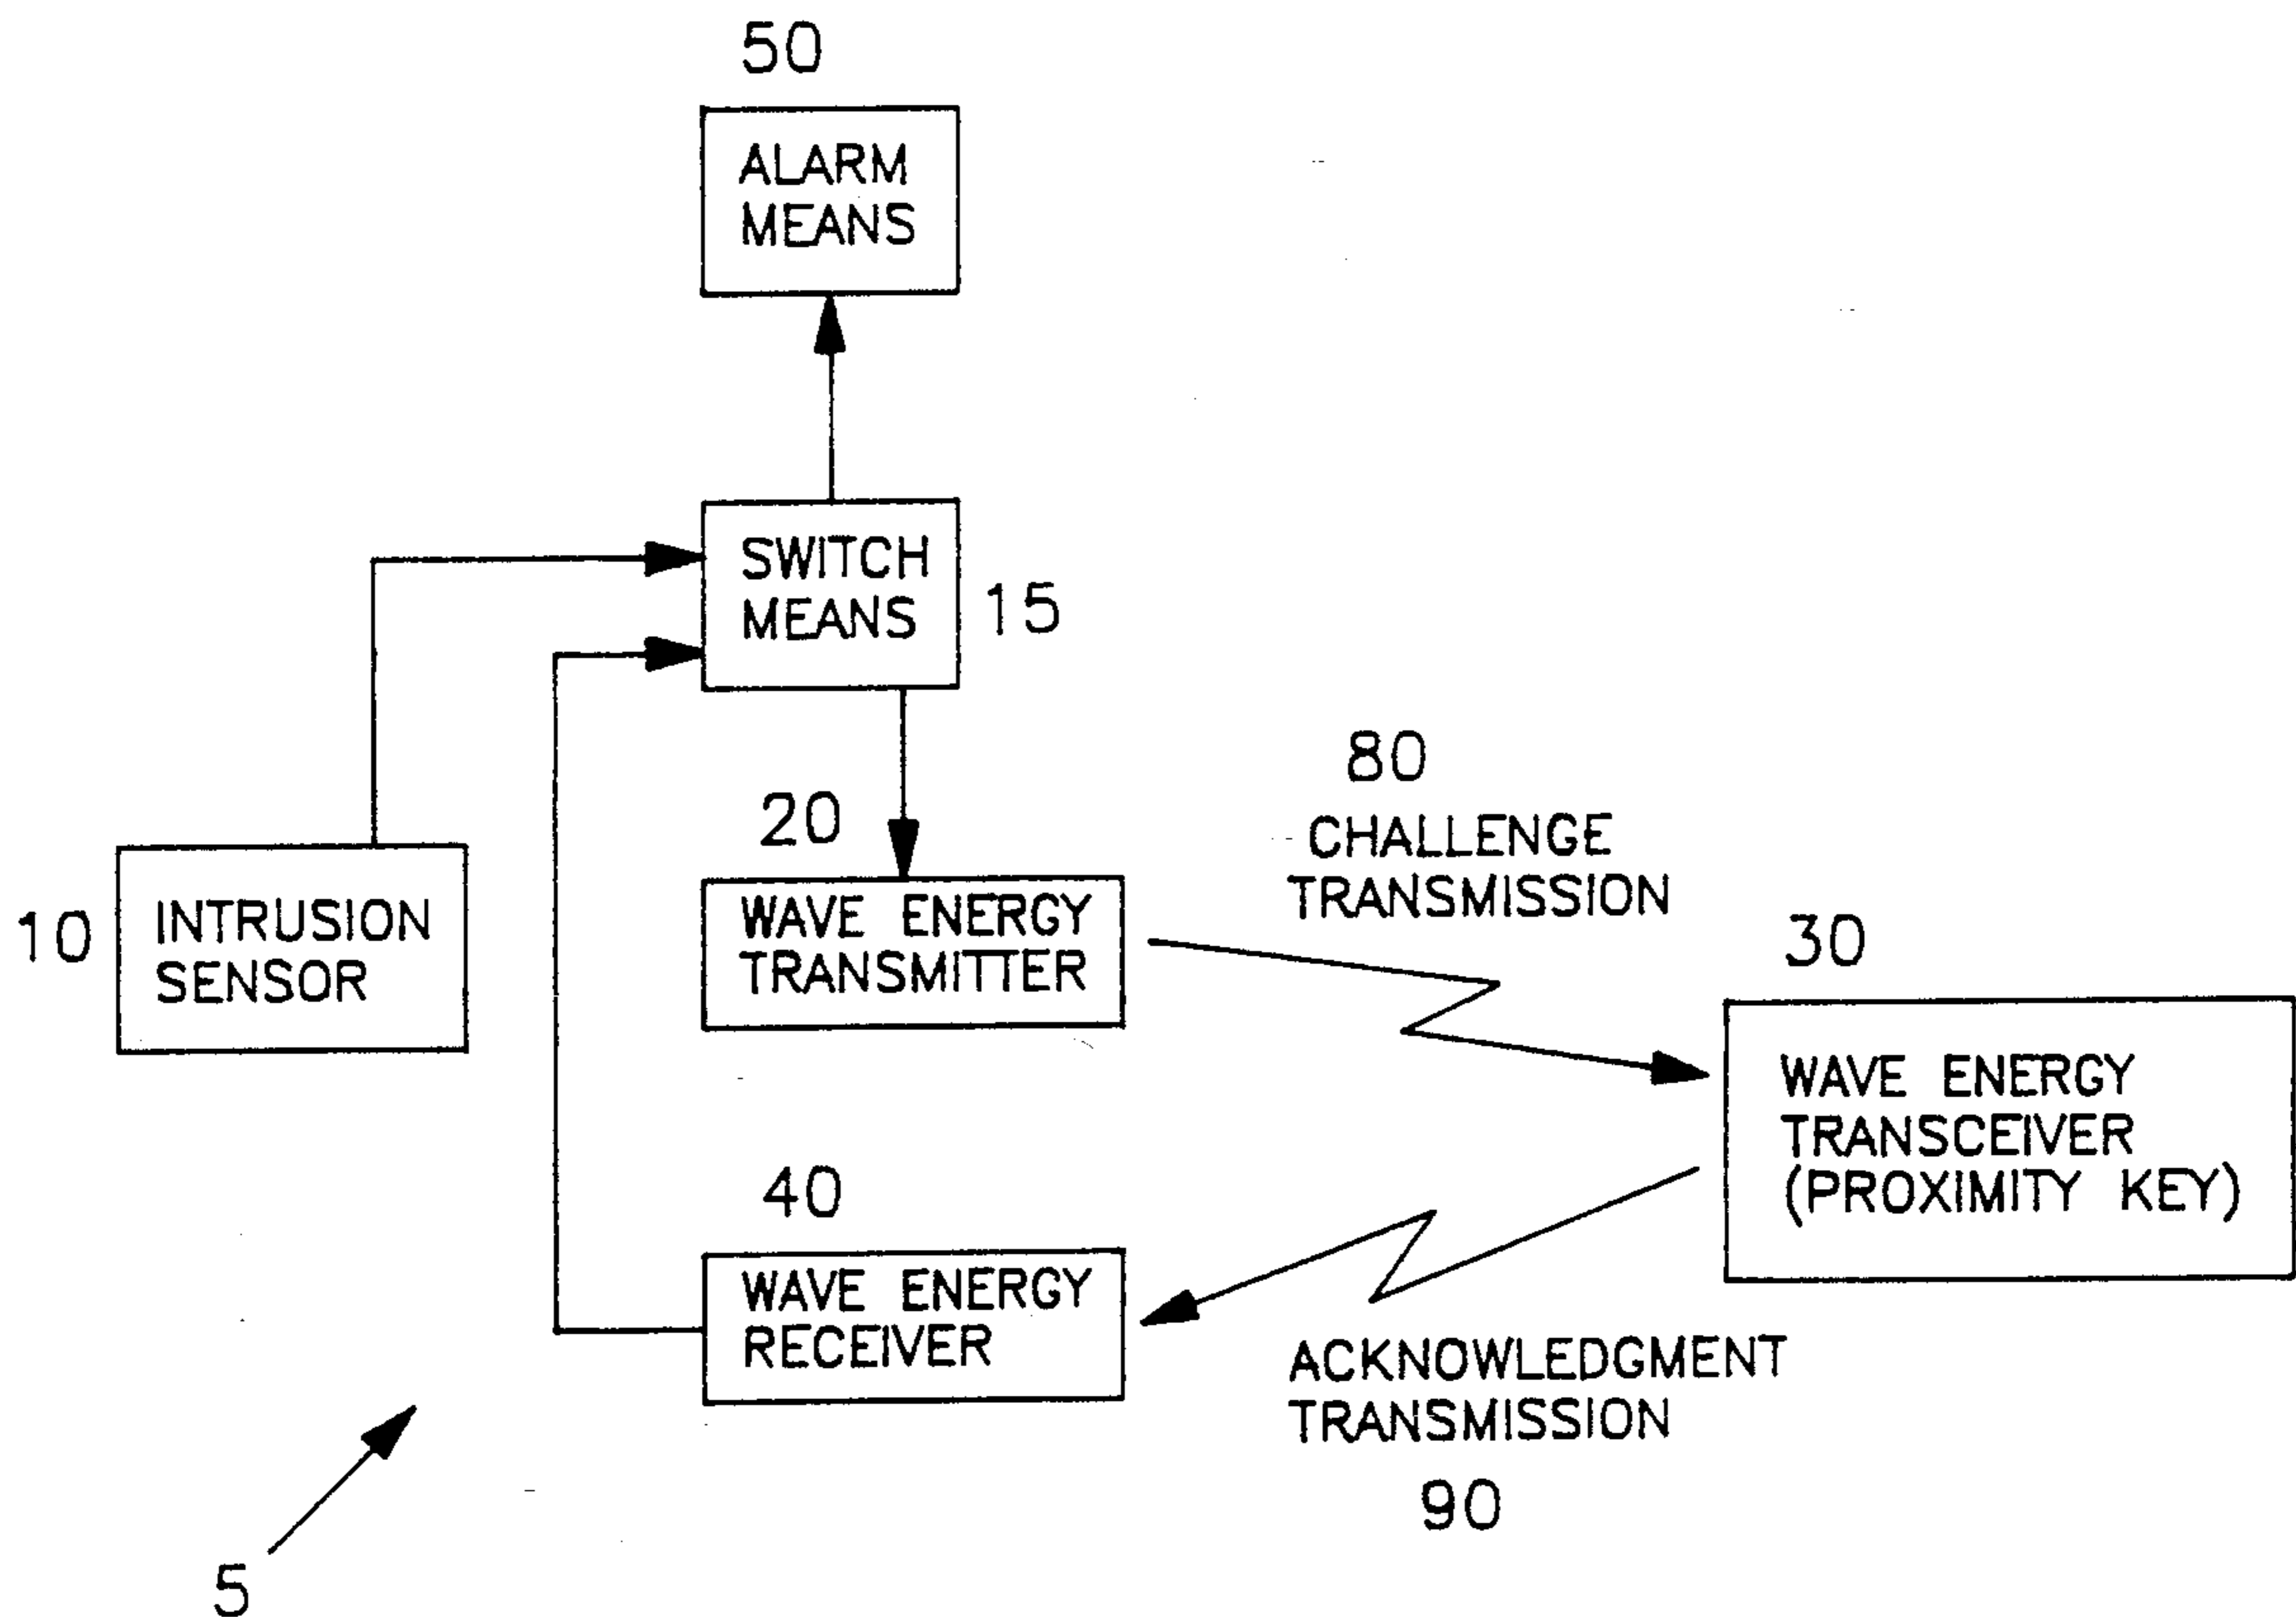 50
ALARM
MEANS
SWITCH
MEANS
15
10
INTRUSION
SENSOR
20
WAVE ENERGY
TRANSMITTER
80
CHALLENGE
TRANSMISSION
30
WAVE ENERGY
TRANSCEIVER
(PROXIMITY KEY)
40
WAVE ENERGY
RECEIVER
ACKNOWLEDGMENT
TRANSMISSION
90
5